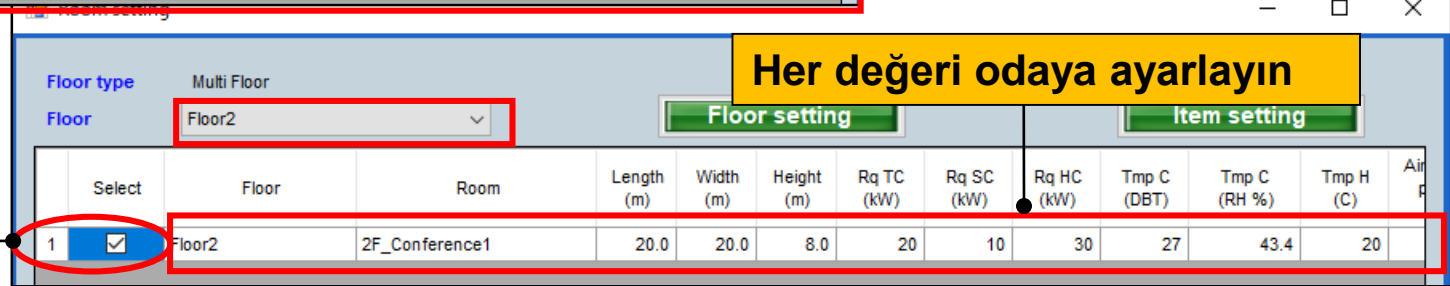 Room setting
Her değeri odaya ayarlayın
Floor type Multi Floor
Floor Floor2
Floor setting Item setting
Select Floor Room Length (m) Width (m) Height (m) Rq TC (kW) Rq SC (kW) Rq HC (kW) Tmp C (DBT) Tmp C (RH %) Tmp H (C) Air
1 Floor2 2F_Conference1 20.0 20.0 8.0 20 10 30 27 43.4 20